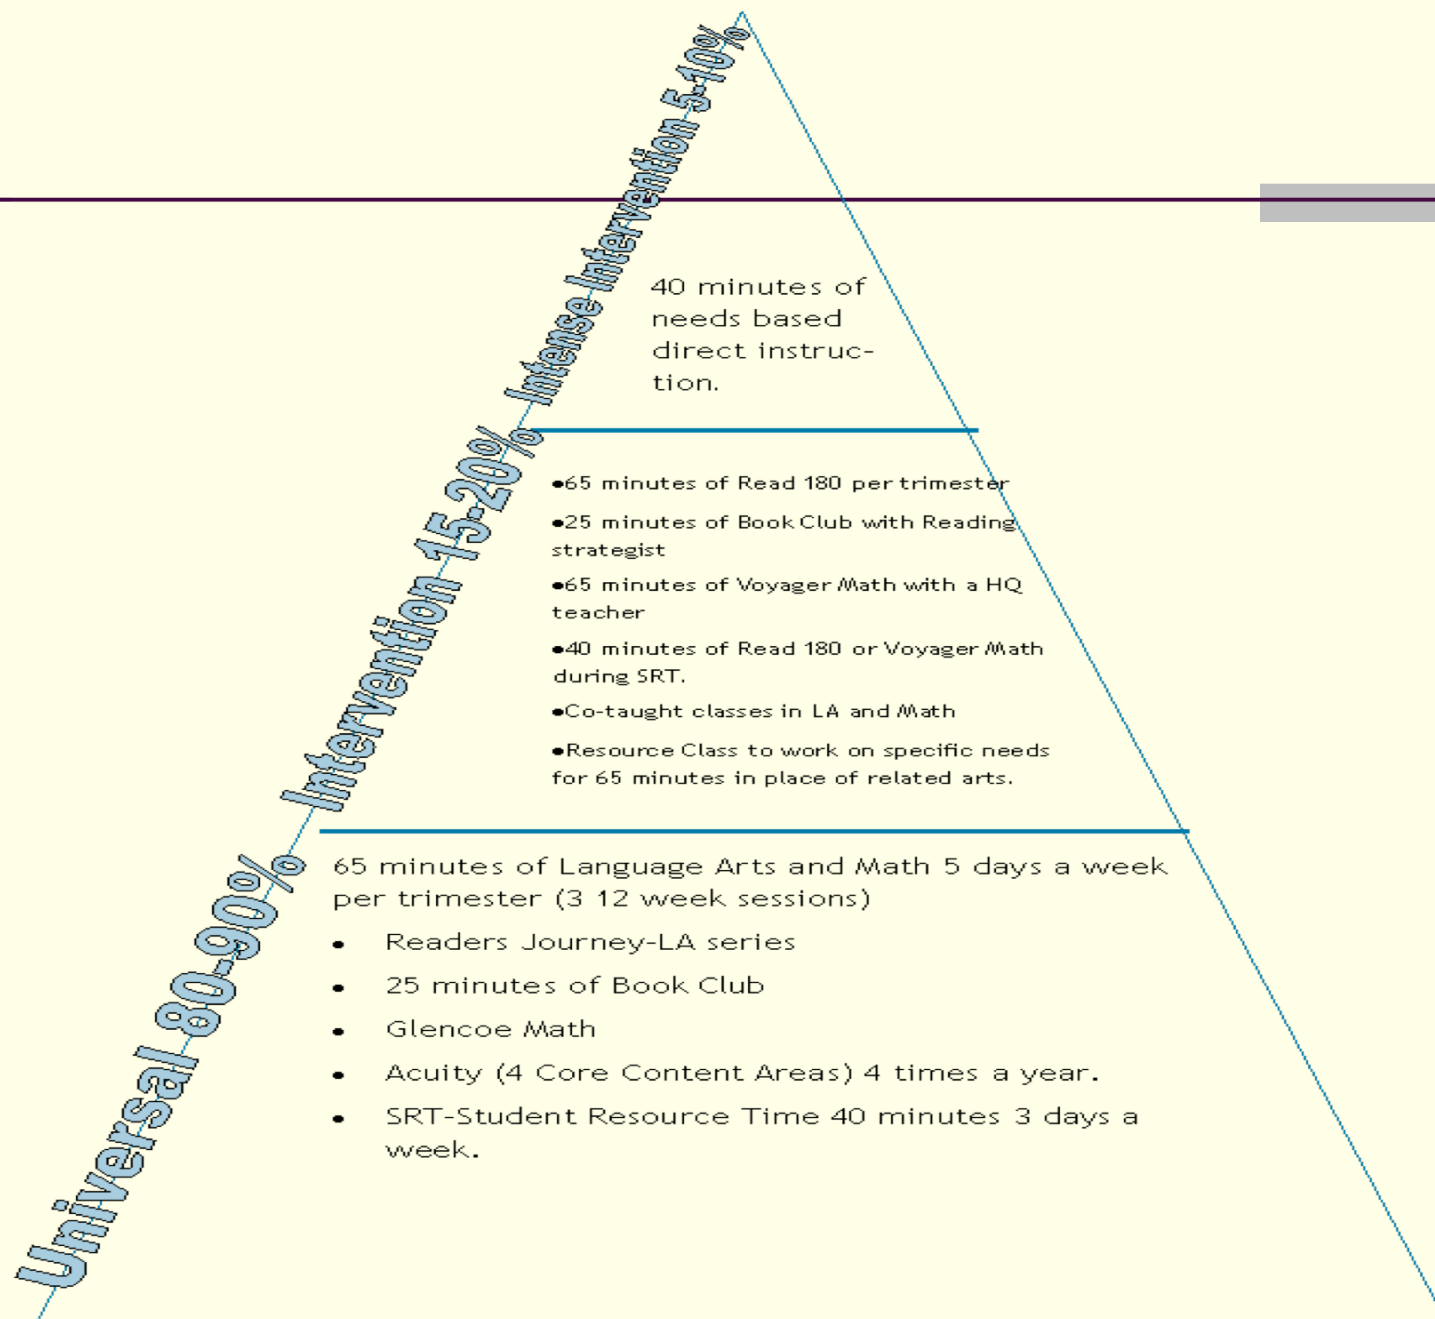 Intense Intervention 5-10%
40 minutes of
needs based
direct instruc-
tion.
Intervention 15-20%
•65 minutes of Read 180 per trimester
•25 minutes of Book Club with Reading
strategist
•65 minutes of Voyager Math with a HQ
teacher
•40 minutes of Read 180 or Voyager Math
during SRT.
•Co-taught classes in LA and Math
•Resource Class to work on specific needs
for 65 minutes in place of related arts.
Universal 80-90%
65 minutes of Language Arts and Math 5 days a week
per trimester (3 12 week sessions)
• Readers Journey-LA series
• 25 minutes of Book Club
• Glencoe Math
• Acuity (4 Core Content Areas) 4 times a year.
• SRT-Student Resource Time 40 minutes 3 days a
week.